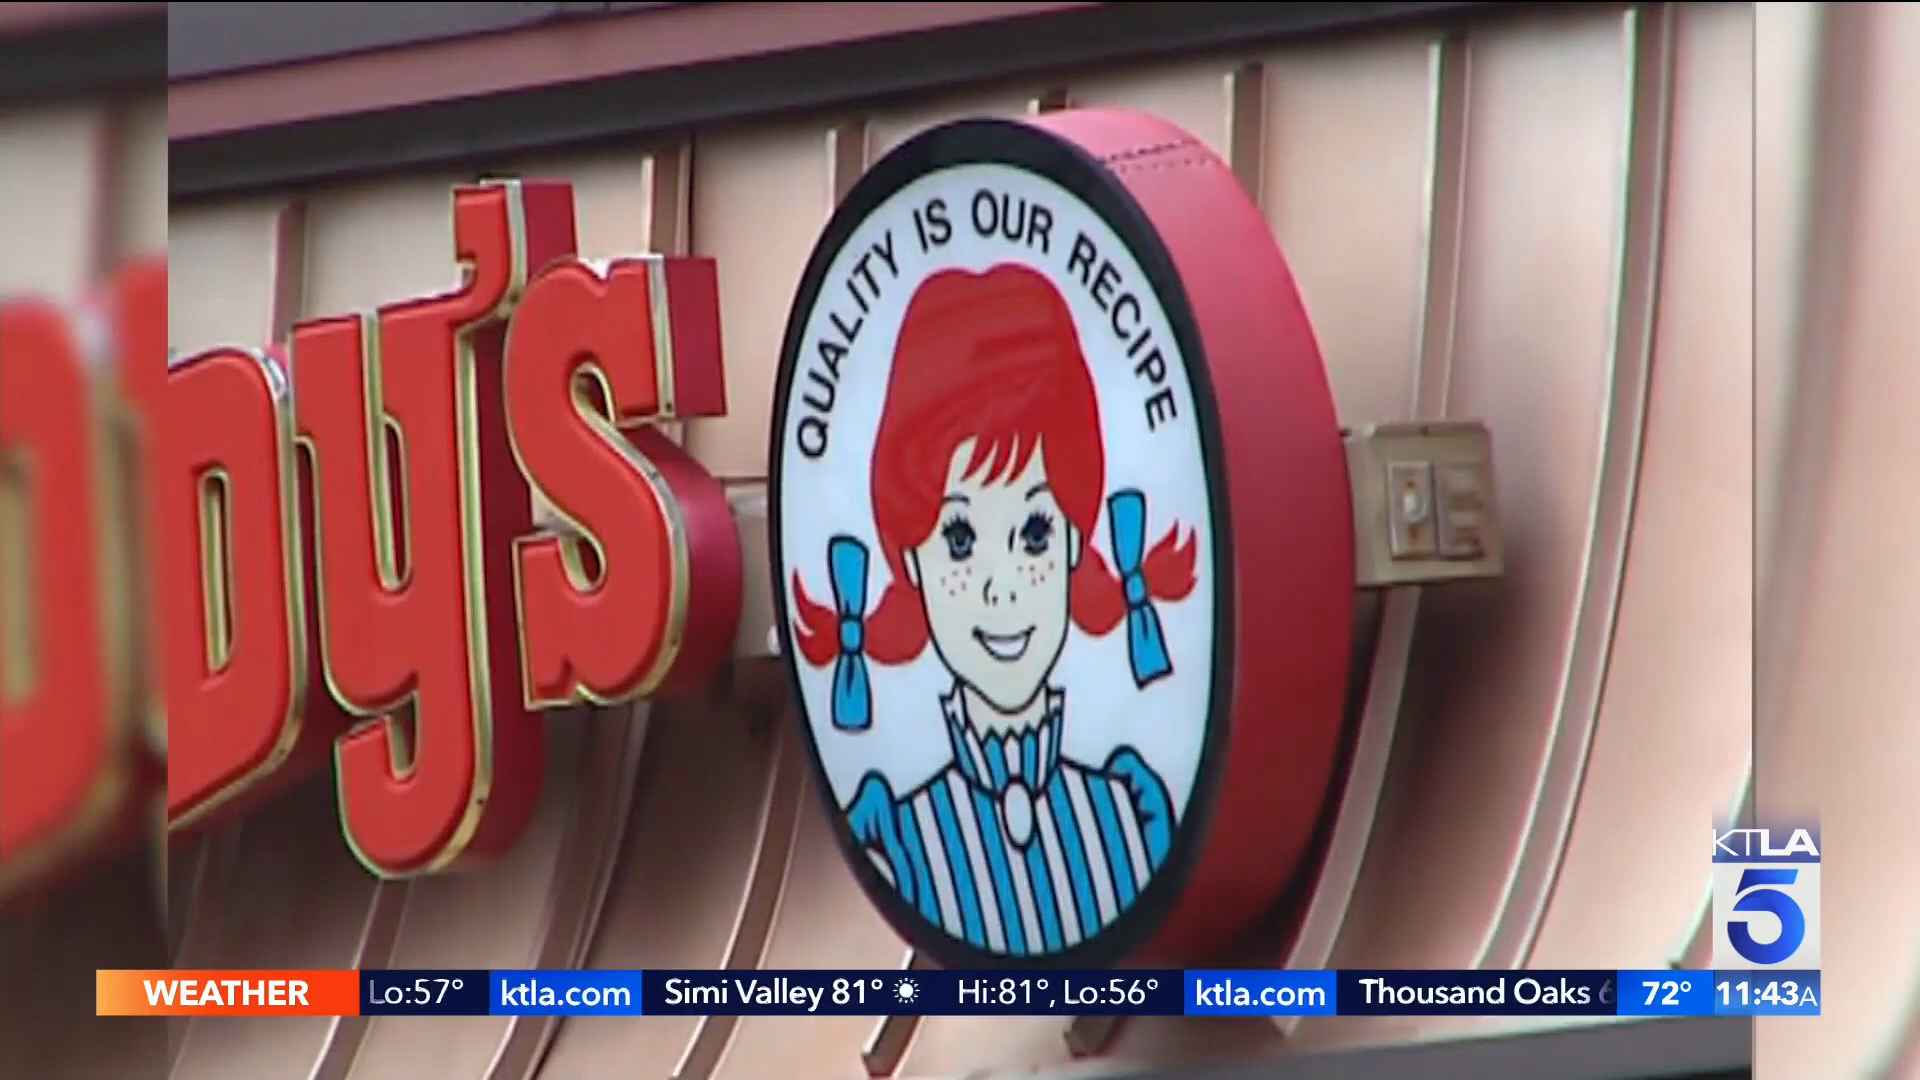 Dy's
QUALITY IS OUR RECIPE
KTLA
5
WEATHER Lo:57° ktla.com Simi Valley 81° Hi:81°, Lo:56° ktla.com Thousand Oaks 72° 11:43A